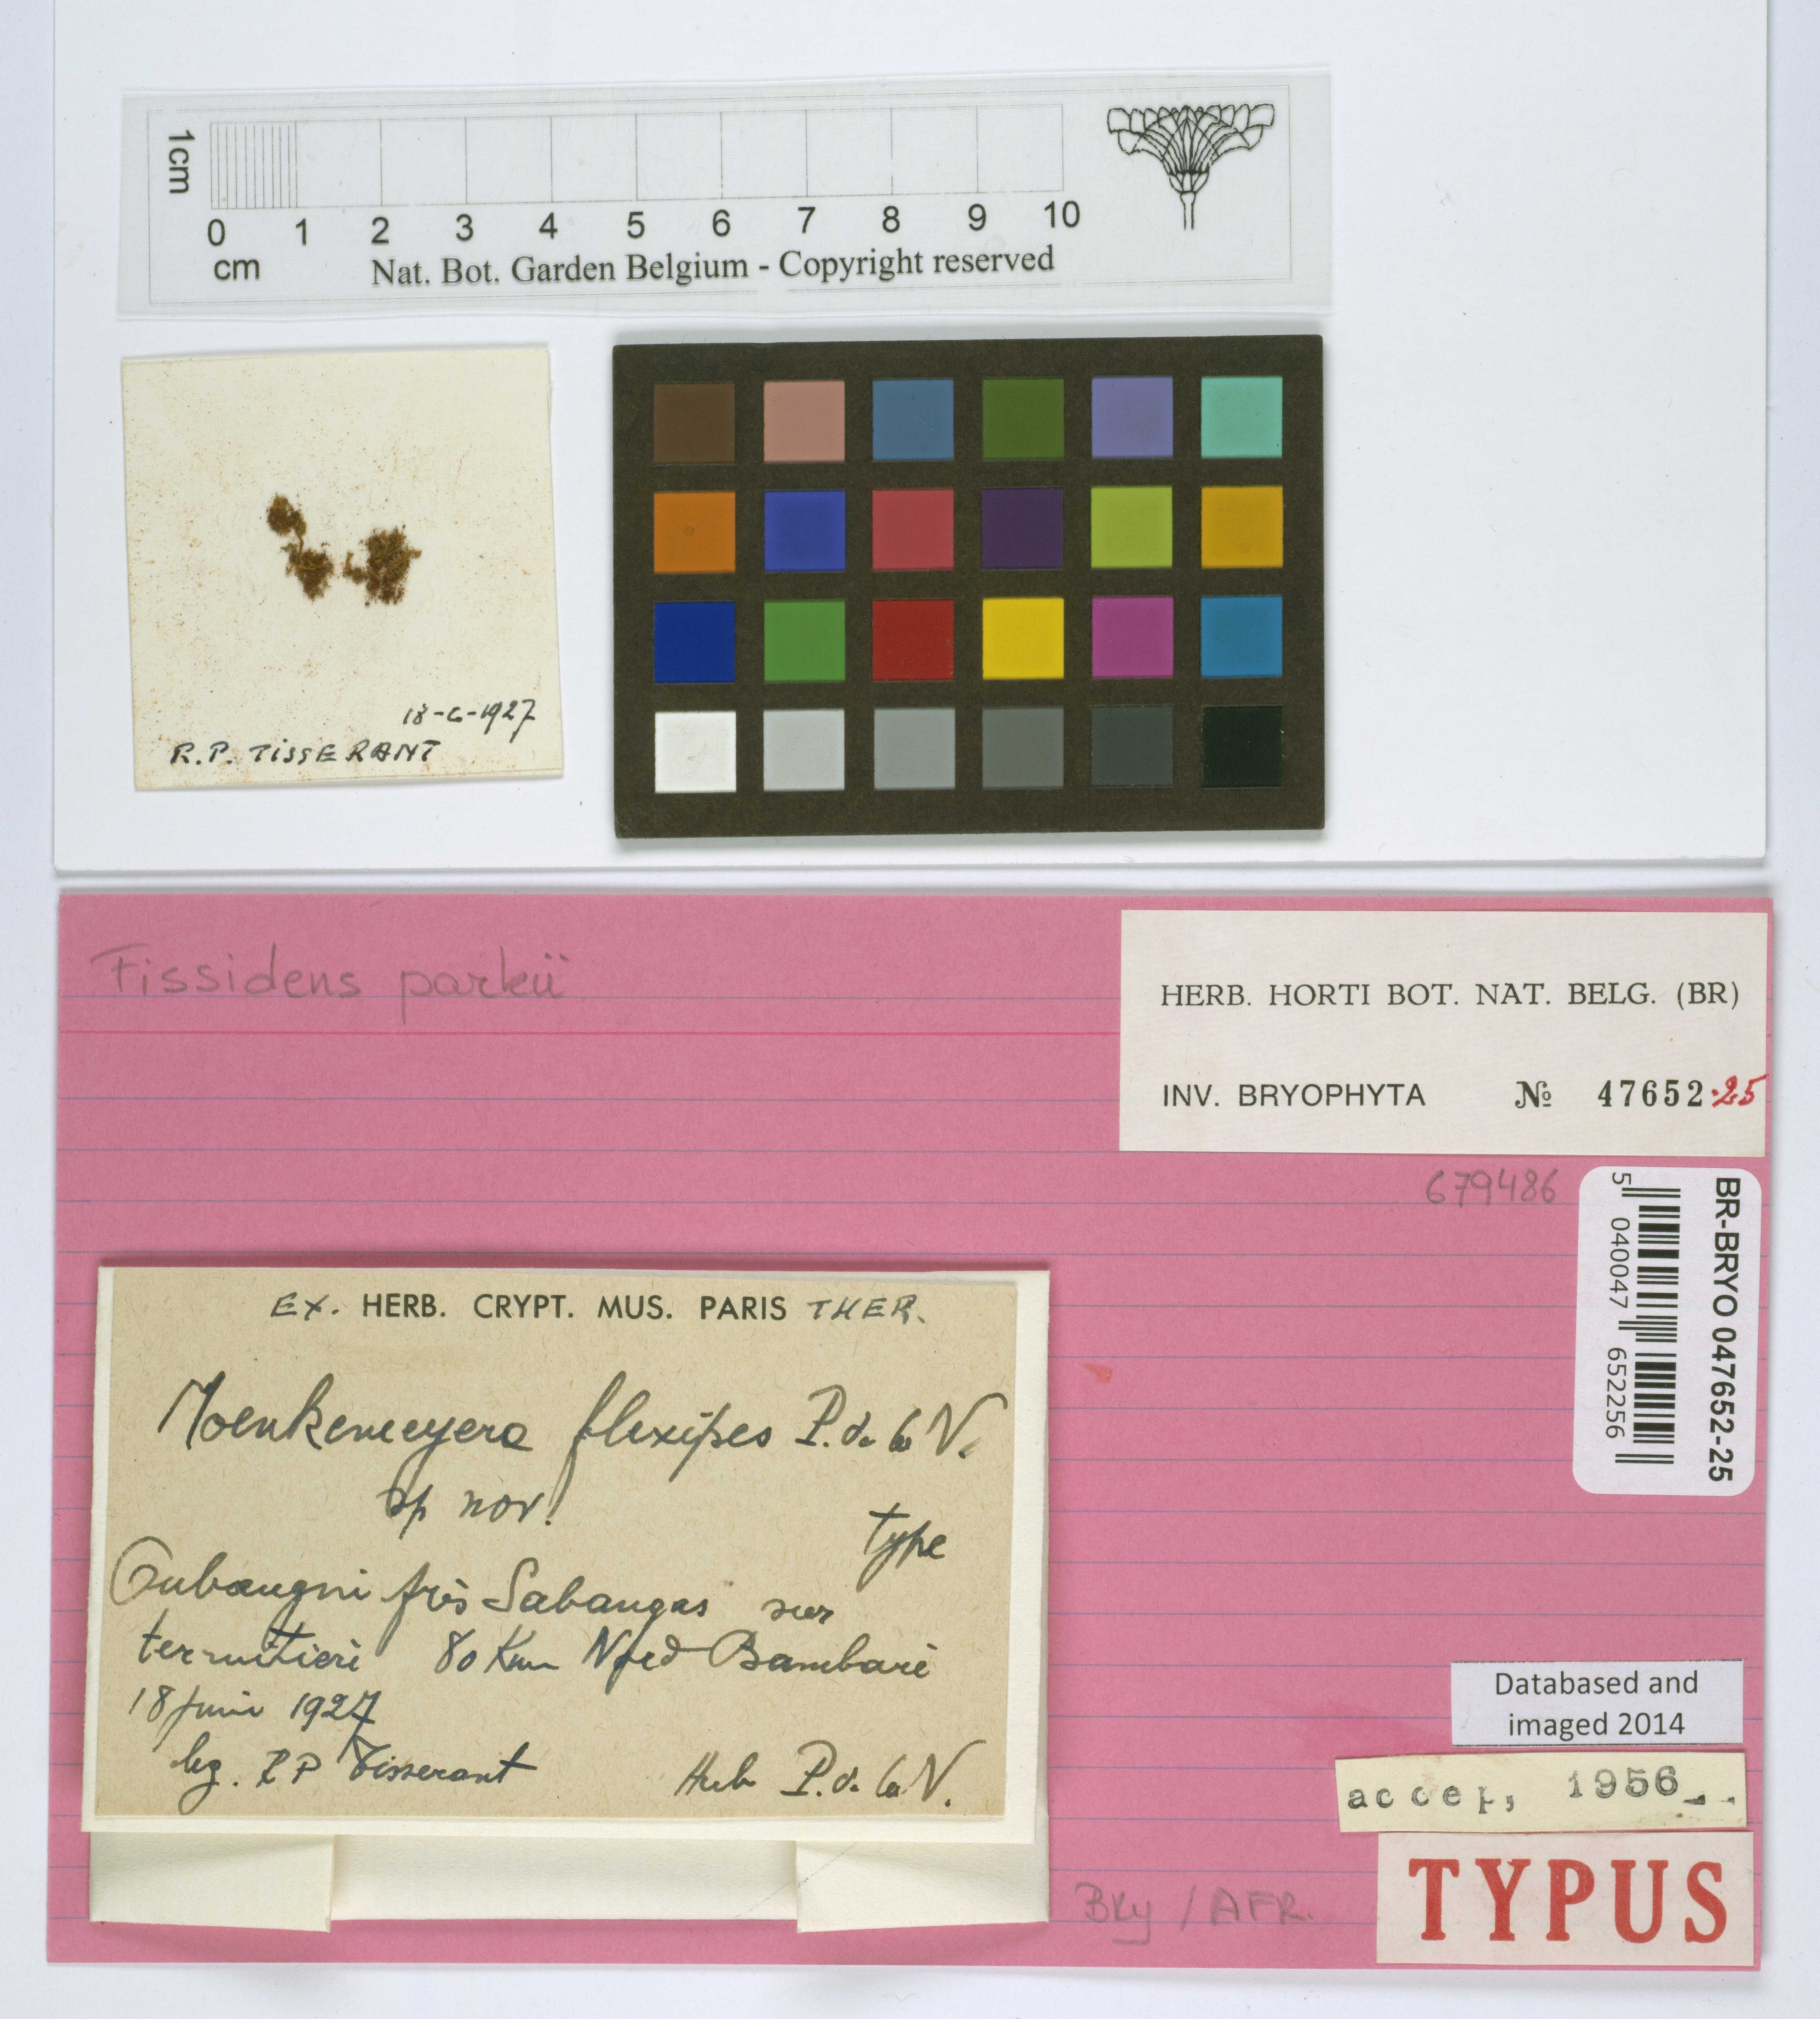 1cm
0 1 2 3 4 5 6 7 8 9 10
cm
Nat. Bot. Garden Belgium - Copyright reserved
18-6-1927
R.P. TISSERANT
Fissidens parkii
HERB. HORTI BOT. NAT. BELG. (BR)
INV. BRYOPHYTA № 47652.25
679486
BR-BRYO 047652-25
5 040047 652256
EX. HERB. CRYPT. MUS. PARIS THER.
Moenkemeyera flexipes P. d. la V.
sp nov!
type
Oubangui près Sabangas sur
termitière 80 Km N de Bambari
18 juin 1927
leg. R P Tisserant Herb P. d. la V.
Databased and
imaged 2014
accep, 1956
TYPUS
Bry / AFR.